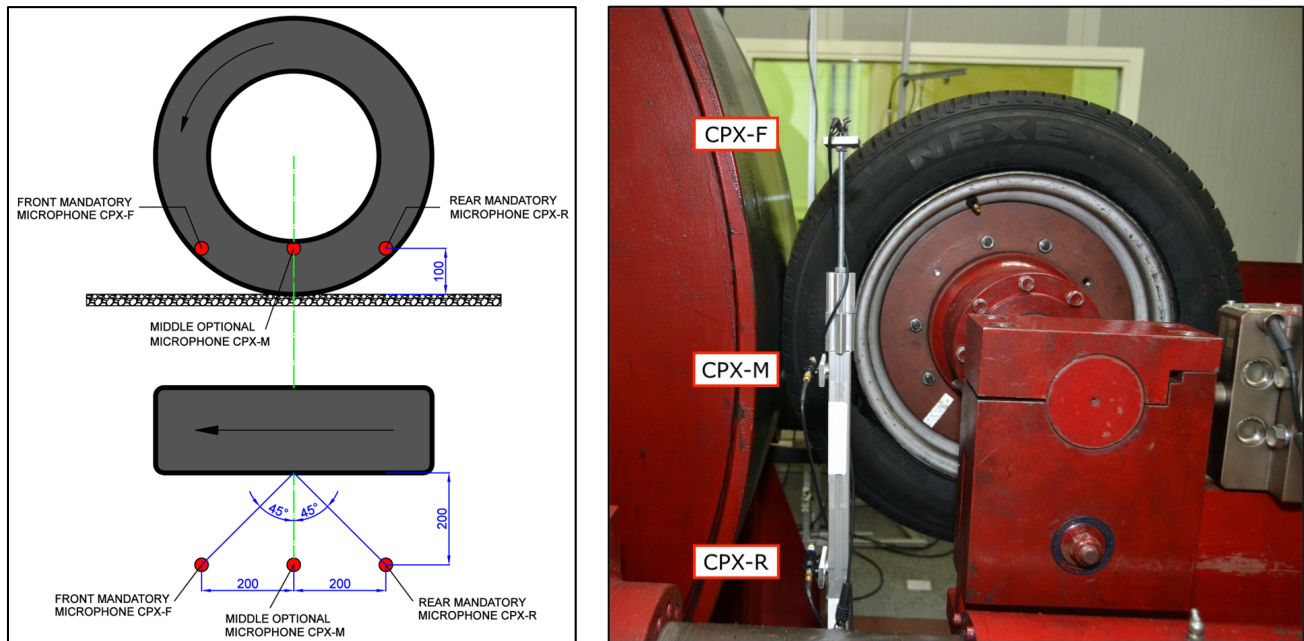 FRONT MANDATORY
MICROPHONE CPX-F
REAR MANDATORY
MICROPHONE CPX-R
100
MIDDLE OPTIONAL
MICROPHONE CPX-M
45°
45°
200
200
200
FRONT MANDATORY
MICROPHONE CPX-F
MIDDLE OPTIONAL
MICROPHONE CPX-M
REAR MANDATORY
MICROPHONE CPX-R
CPX-F
NEXE
CPX-M
CPX-R